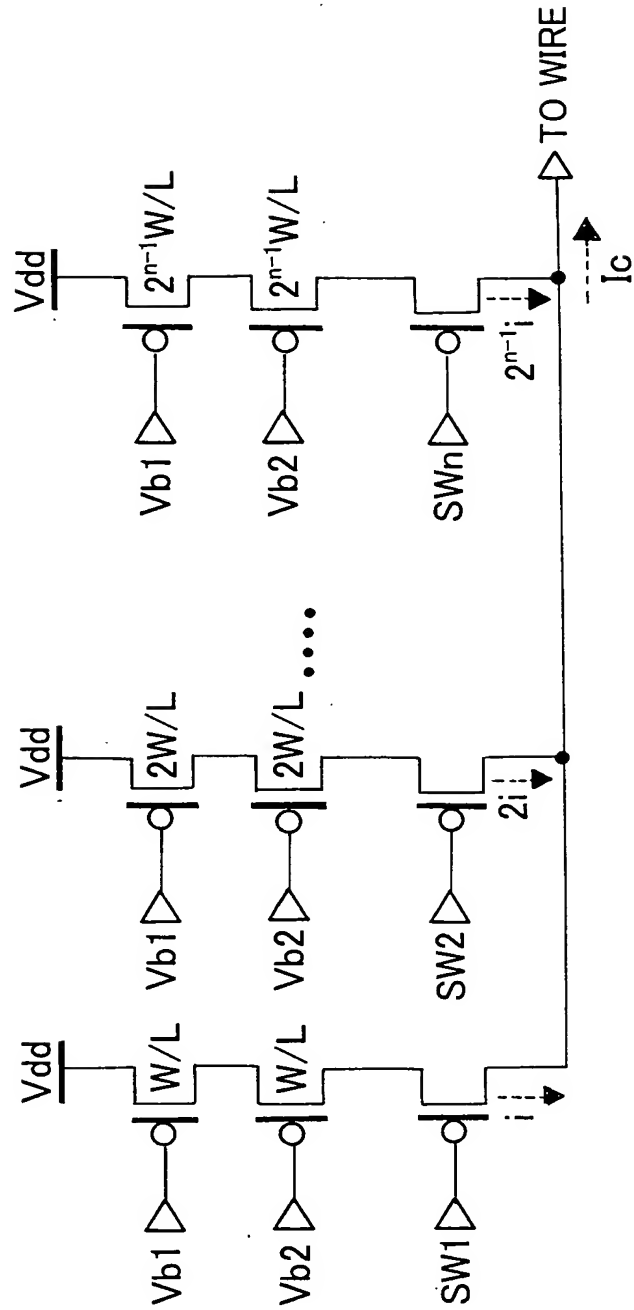 Vdd Vdd Vdd
Vb1 W/L Vb1 2W/L Vb1 2ⁿ⁻¹W/L
Vb2 W/L Vb2 2W/L Vb2 2ⁿ⁻¹W/L
SW1 SW2 SWn
i 2i 2ⁿ⁻¹i
TO WIRE
Ic